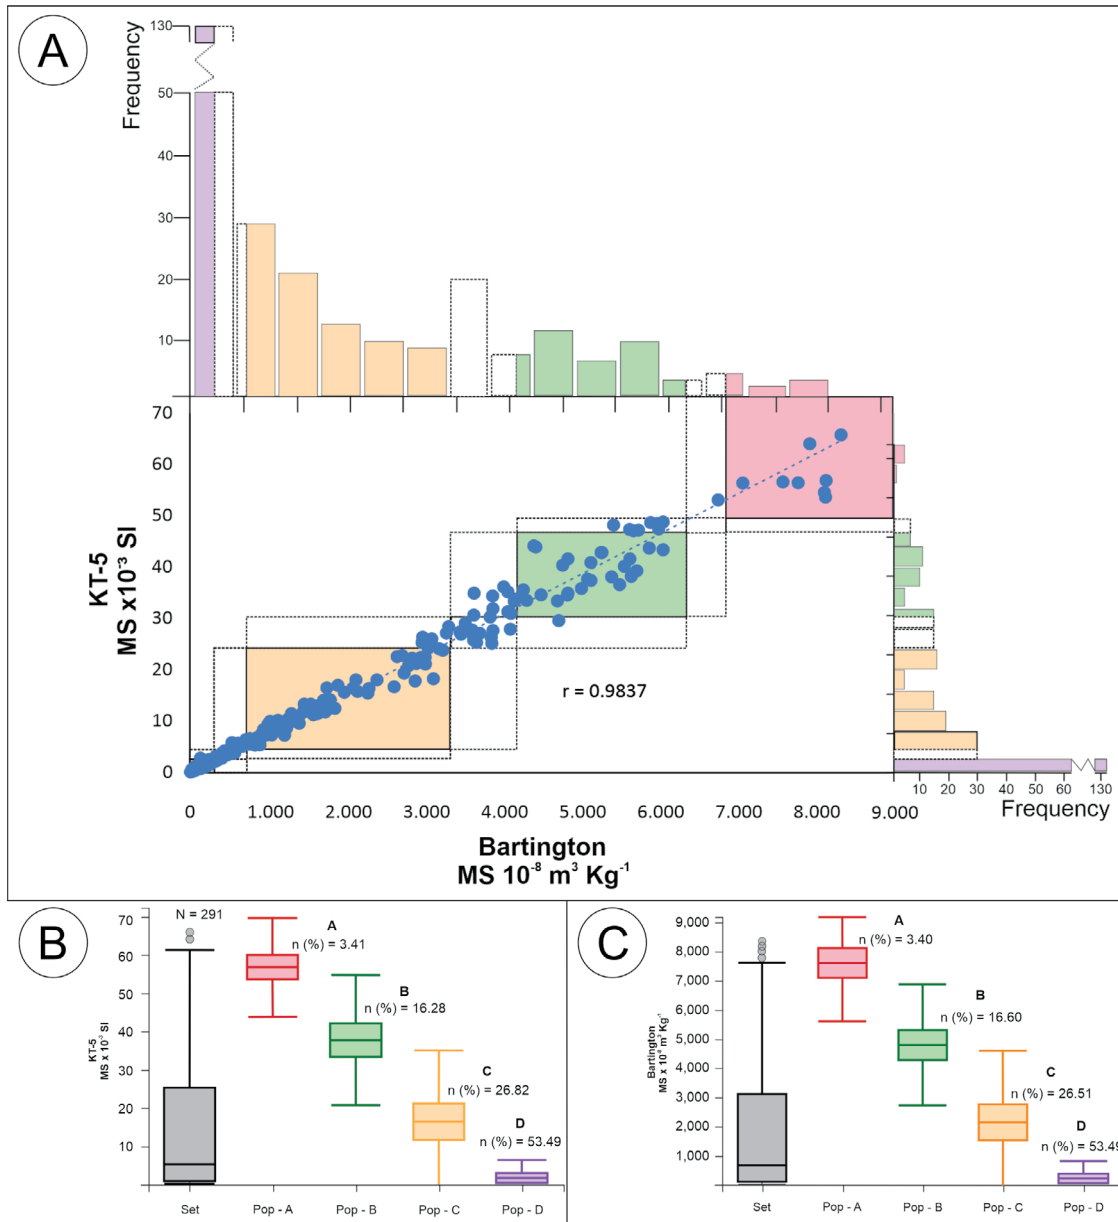 A
Frequency
130
50
40
30
20
10
KT-5
MS x10⁻³ SI
70
60
50
40
30
20
10
0
r = 0.9837
0 1.000 2.000 3.000 4.000 5.000 6.000 7.000 8.000 9.000
Bartington
MS 10⁻⁸ m³ Kg⁻¹
10 20 30 40 50 60 130
Frequency
B
KT-5
MS x 10⁻³ SI
70
60
50
40
30
20
10
N = 291
A
n (%) = 3.41
B
n (%) = 16.28
C
n (%) = 26.82
D
n (%) = 53.49
Set Pop - A Pop - B Pop - C Pop - D
C
Bartington
MS x 10⁻⁸ m³ Kg⁻¹
9,000
8,000
7,000
6,000
5,000
4,000
3,000
2,000
1,000
A
n (%) = 3.40
B
n (%) = 16.60
C
n (%) = 26.51
D
n (%) = 53.49
Set Pop - A Pop - B Pop - C Pop - D